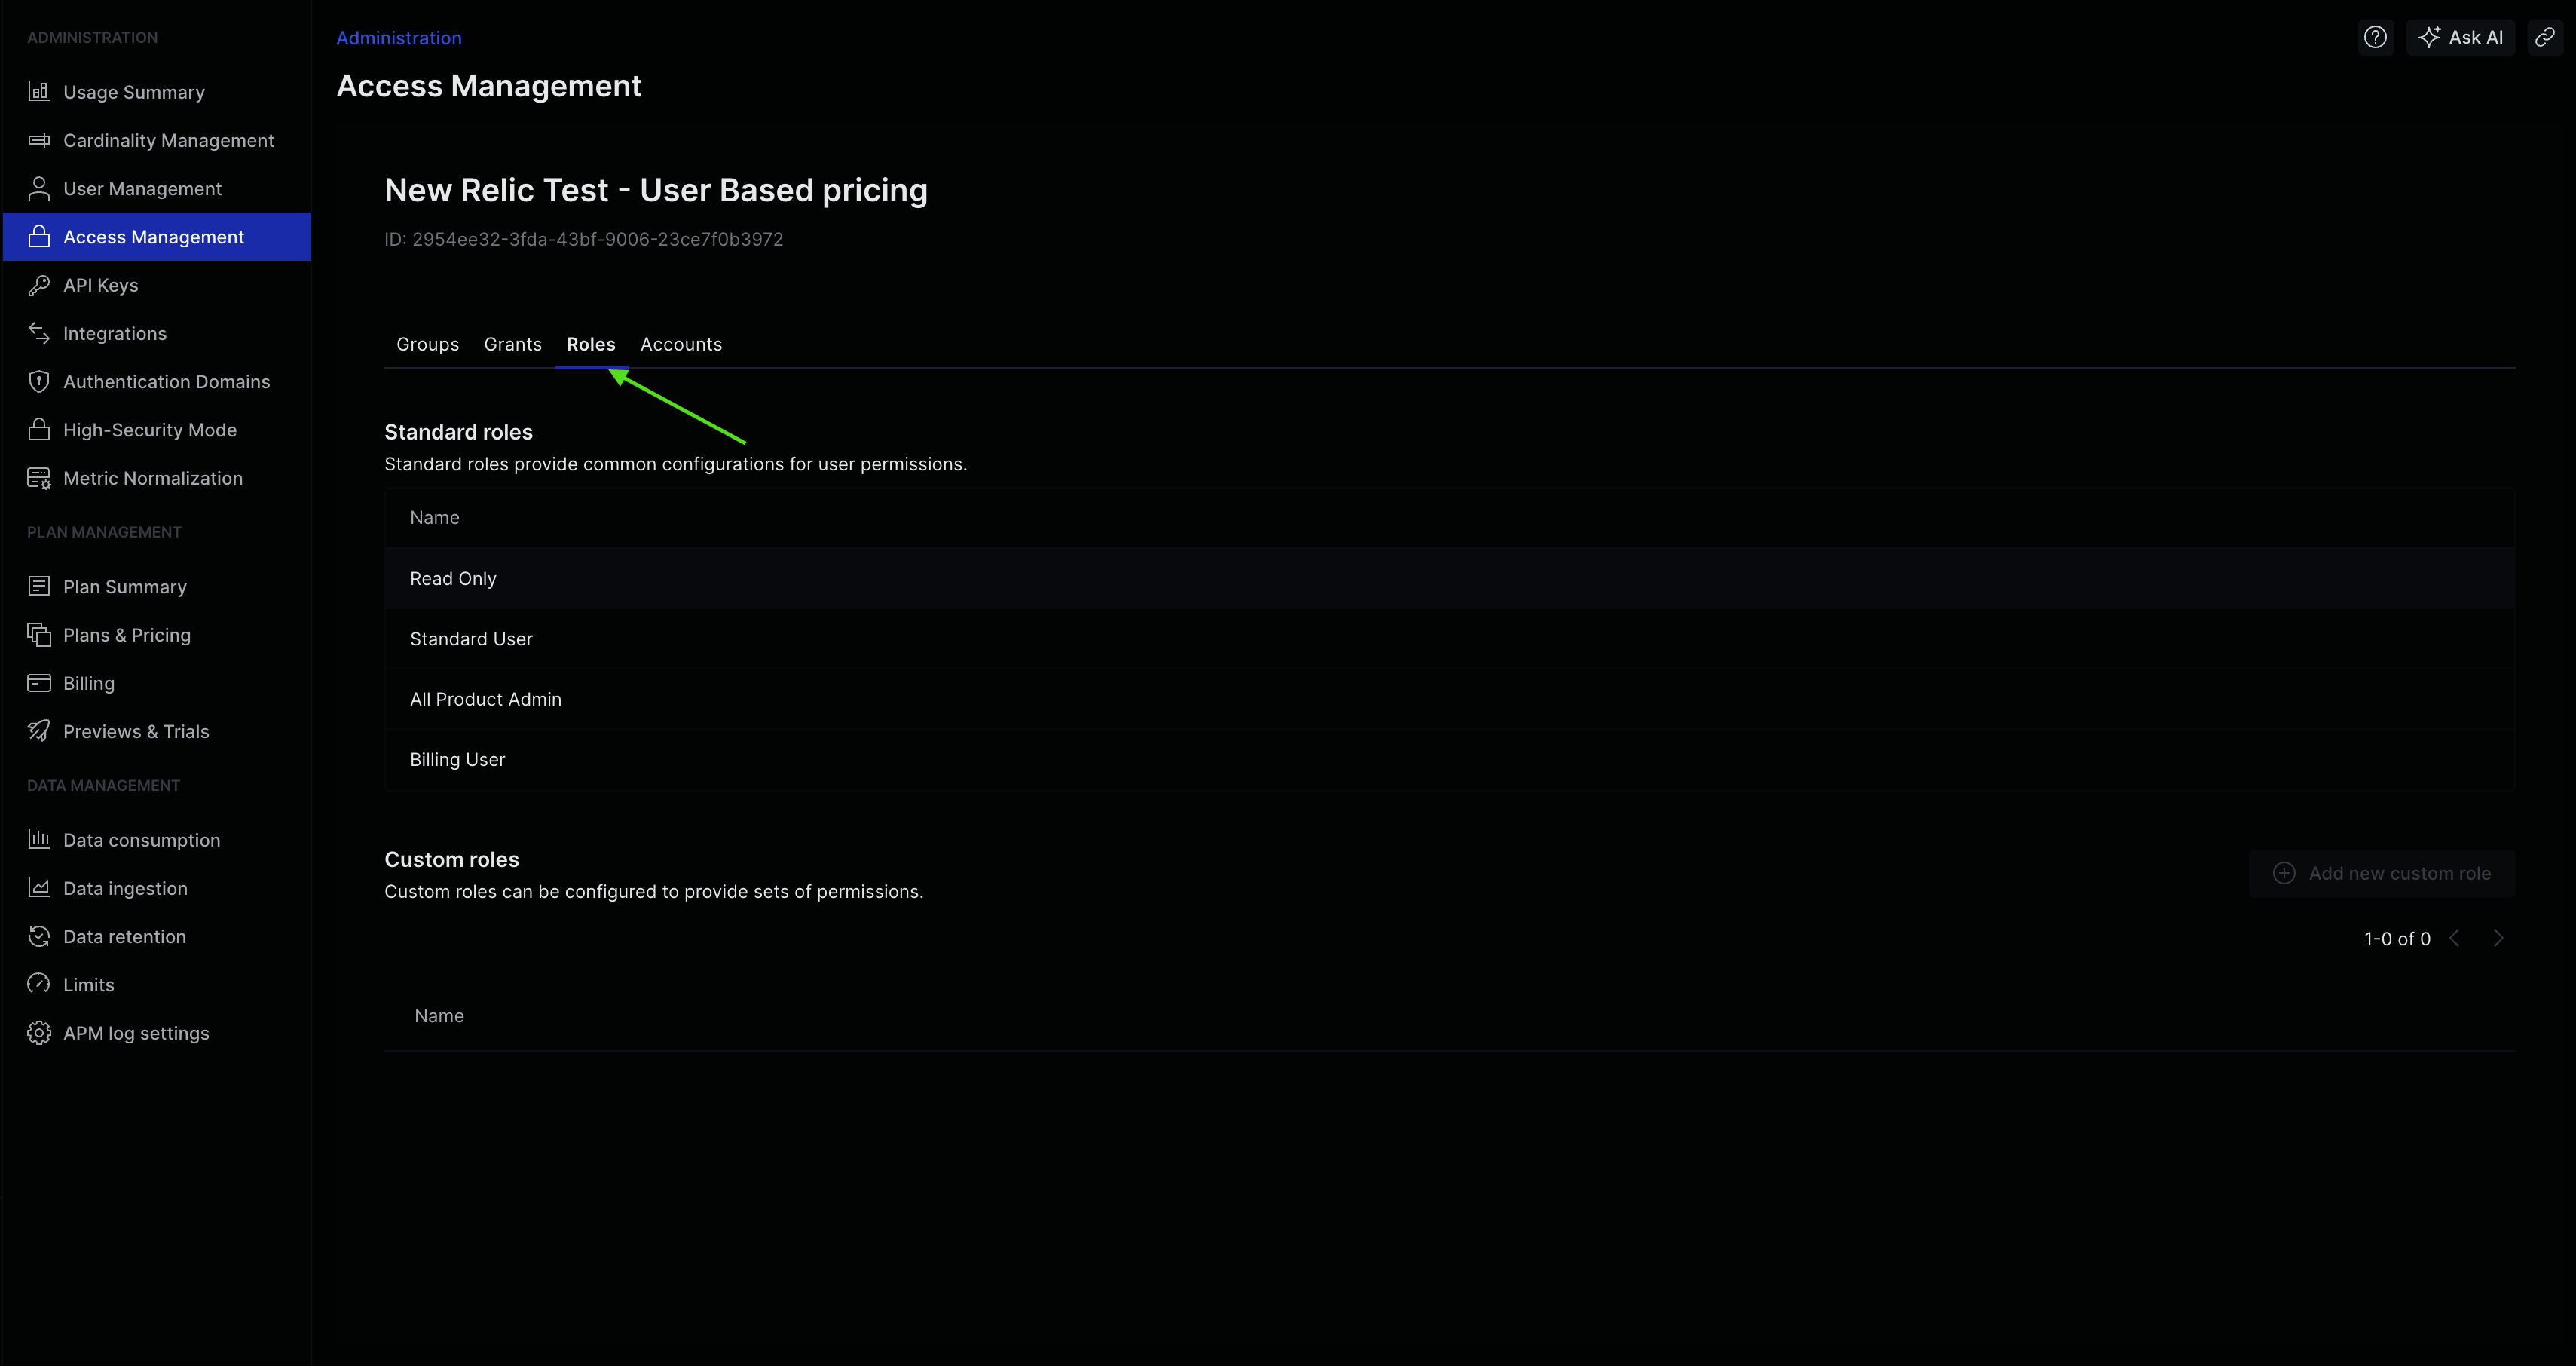 ADMINISTRATION
Usage Summary
Cardinality Management
User Management
Access Management
API Keys
Integrations
Authentication Domains
High-Security Mode
Metric Normalization
PLAN MANAGEMENT
Plan Summary
Plans & Pricing
Billing
Previews & Trials
DATA MANAGEMENT
Data consumption
Data ingestion
Data retention
Limits
APM log settings
Administration
Ask AI
Access Management
New Relic Test - User Based pricing
ID: 2954ee32-3fda-43bf-9006-23ce7f0b3972
Groups Grants Roles Accounts
Standard roles
Standard roles provide common configurations for user permissions.
Name
Read Only
Standard User
All Product Admin
Billing User
Custom roles
Custom roles can be configured to provide sets of permissions.
Add new custom role
1-0 of 0
Name